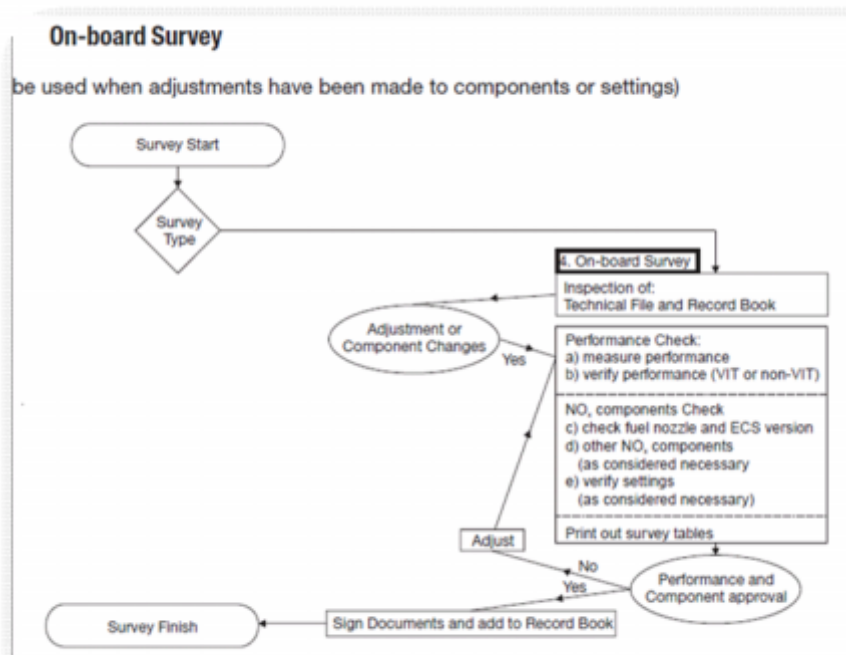 On-board Survey
be used when adjustments have been made to components or settings)
Survey Start
Survey
Type
4. On-board Survey
Inspection of:
Technical File and Record Book
Adjustment or
Component Changes
Yes
Performance Check:
a) measure performance
b) verify performance (VIT or non-VIT)
NOx components Check
c) check fuel nozzle and ECS version
d) other NOx components
(as considered necessary
e) verify settings
(as considered necessary)
Print out survey tables
Adjust
No
Yes
Performance and
Component approval
Sign Documents and add to Record Book
Survey Finish